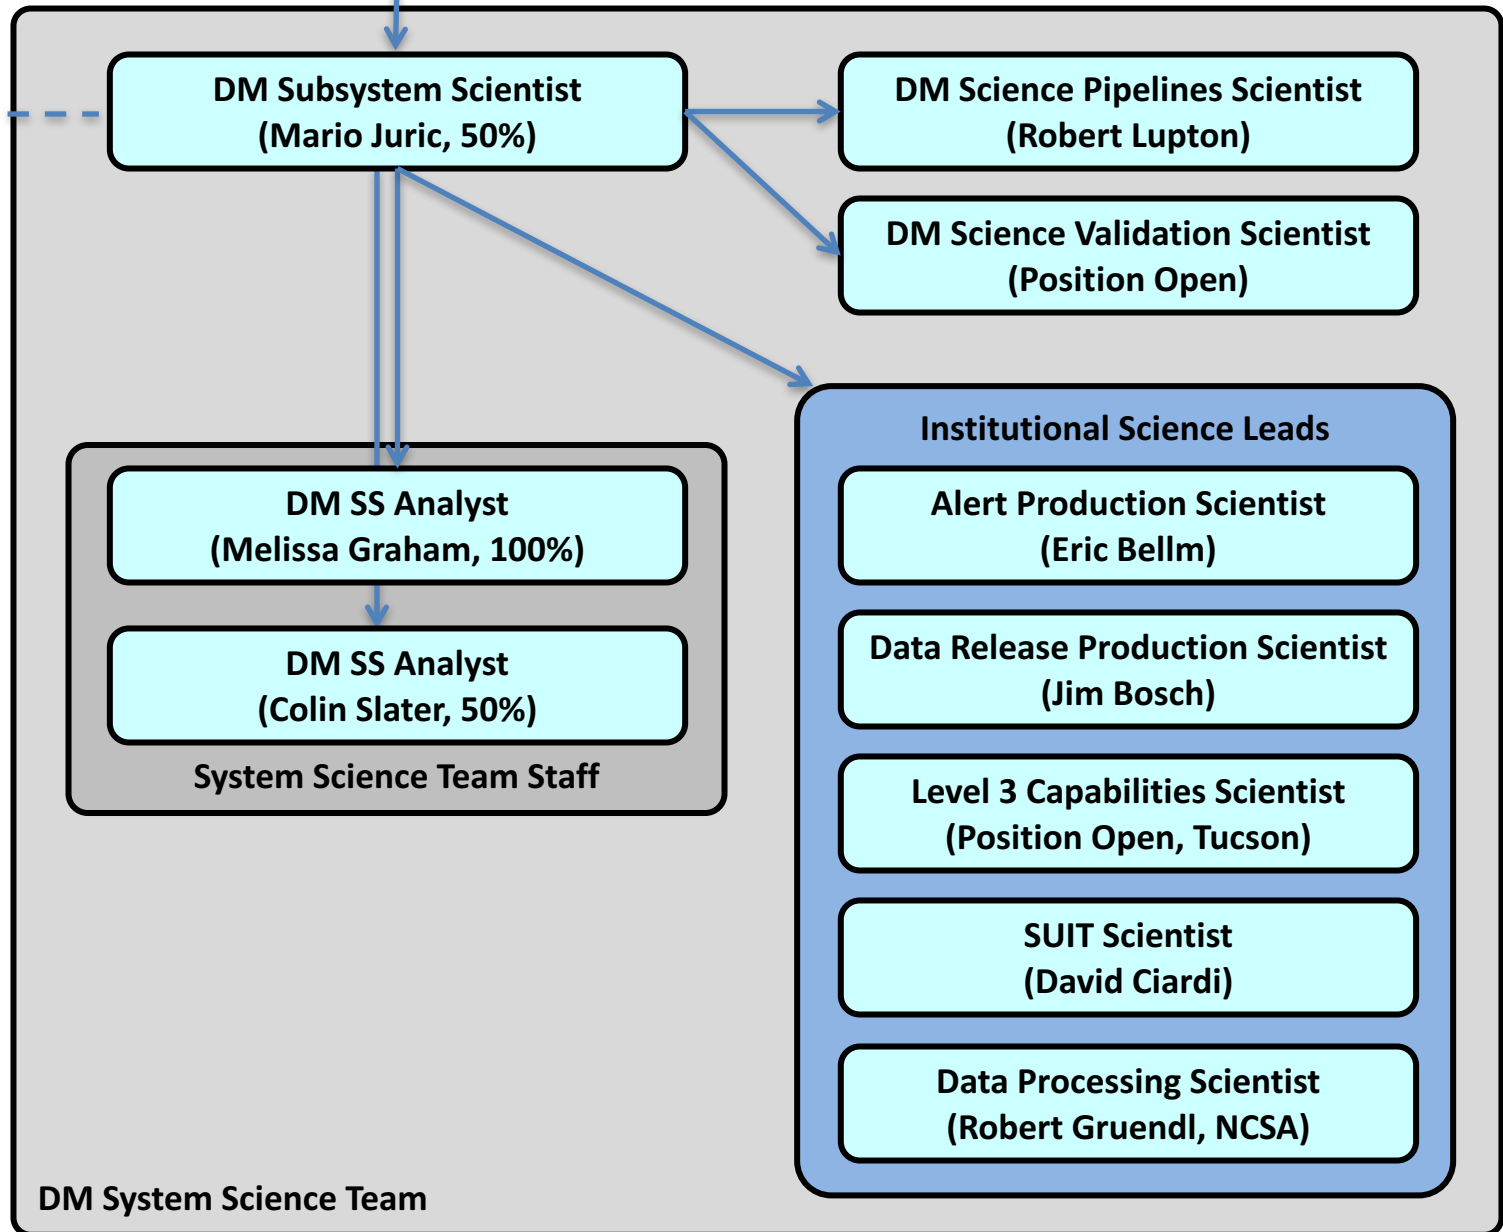 DM Subsystem Scientist
(Mario Juric, 50%)
DM Science Pipelines Scientist
(Robert Lupton)
DM Science Validation Scientist
(Position Open)
DM SS Analyst
(Melissa Graham, 100%)
DM SS Analyst
(Colin Slater, 50%)
System Science Team Staff
Institutional Science Leads
Alert Production Scientist
(Eric Bellm)
Data Release Production Scientist
(Jim Bosch)
Level 3 Capabilities Scientist
(Position Open, Tucson)
SUIT Scientist
(David Ciardi)
Data Processing Scientist
(Robert Gruendl, NCSA)
DM System Science Team